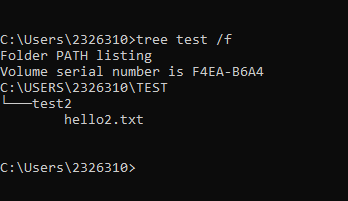 C:\Users\2326310>tree test /f
Folder PATH listing
Volume serial number is F4EA-B6A4
C:\USERS\2326310\TEST
└───test2
        hello2.txt
C:\Users\2326310>